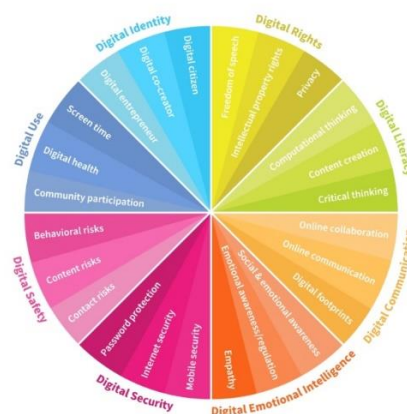 Digital Identity
Digital citizen
Digital co-creator
Digital entrepreneur
Digital Rights
Freedom of speech
Intellectual property rights
Privacy
Digital Literacy
Computational thinking
Content creation
Critical thinking
Digital Communication
Online collaboration
Online communication
Digital footprints
Digital Emotional Intelligence
Social & emotional awareness
Emotional awareness/regulation
Empathy
Digital Security
Mobile security
Internet security
Password protection
Digital Safety
Contact risks
Content risks
Behavioral risks
Digital Use
Community participation
Digital health
Screen time